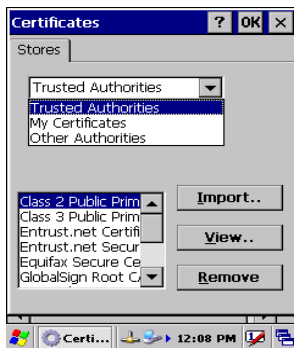 Certificates ? OK ×
Stores
Trusted Authorities
Trusted Authorities
My Certificates
Other Authorities
Class 2 Public Prim
Class 3 Public Prim
Entrust.net Certifi
Entrust.net Secur
Equifax Secure Ce
GlobalSign Root C
Import..
View..
Remove
Certi... 12:08 PM